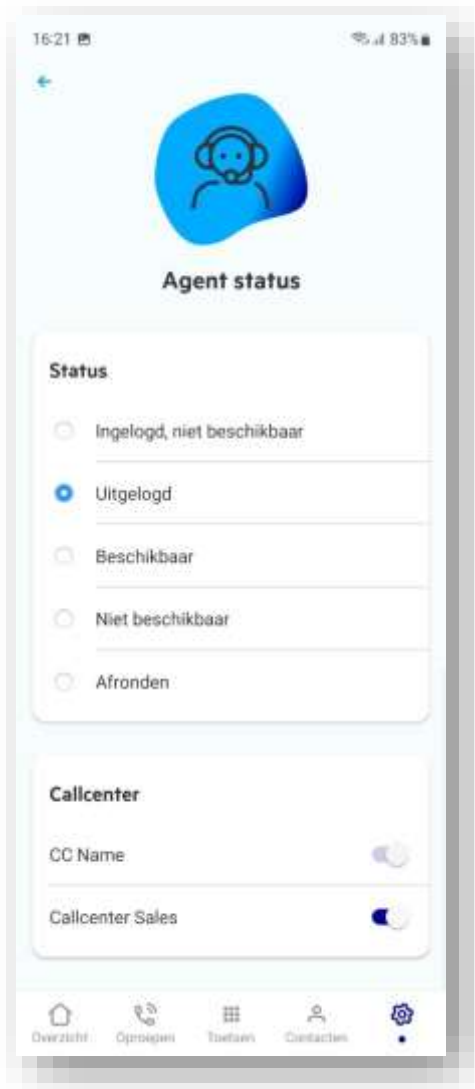 16:21
83%
Agent status
Status
Ingelogd, niet beschikbaar
Uitgelogd
Beschikbaar
Niet beschikbaar
Afronden
Callcenter
CC Name
Callcenter Sales
Overzicht Oproepen Toetsen Contacten